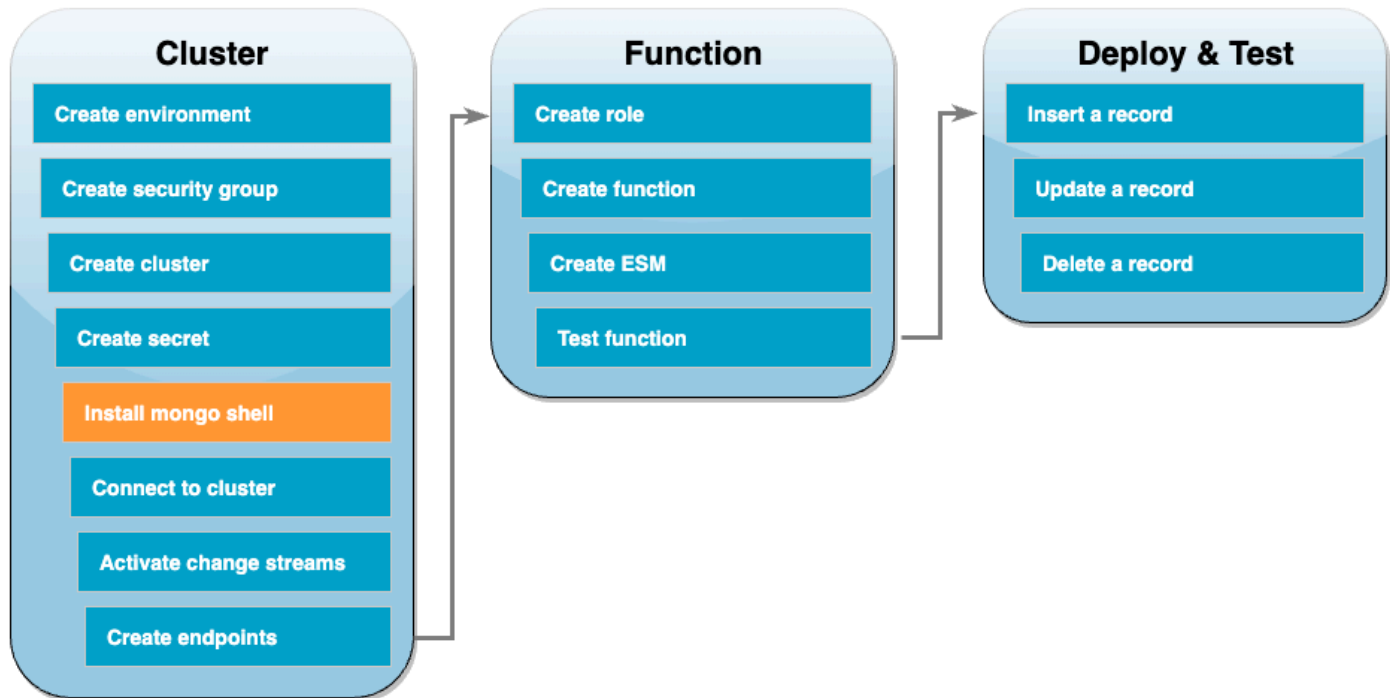 Cluster
Create environment
Create security group
Create cluster
Create secret
Install mongo shell
Connect to cluster
Activate change streams
Create endpoints
Function
Create role
Create function
Create ESM
Test function
Deploy & Test
Insert a record
Update a record
Delete a record